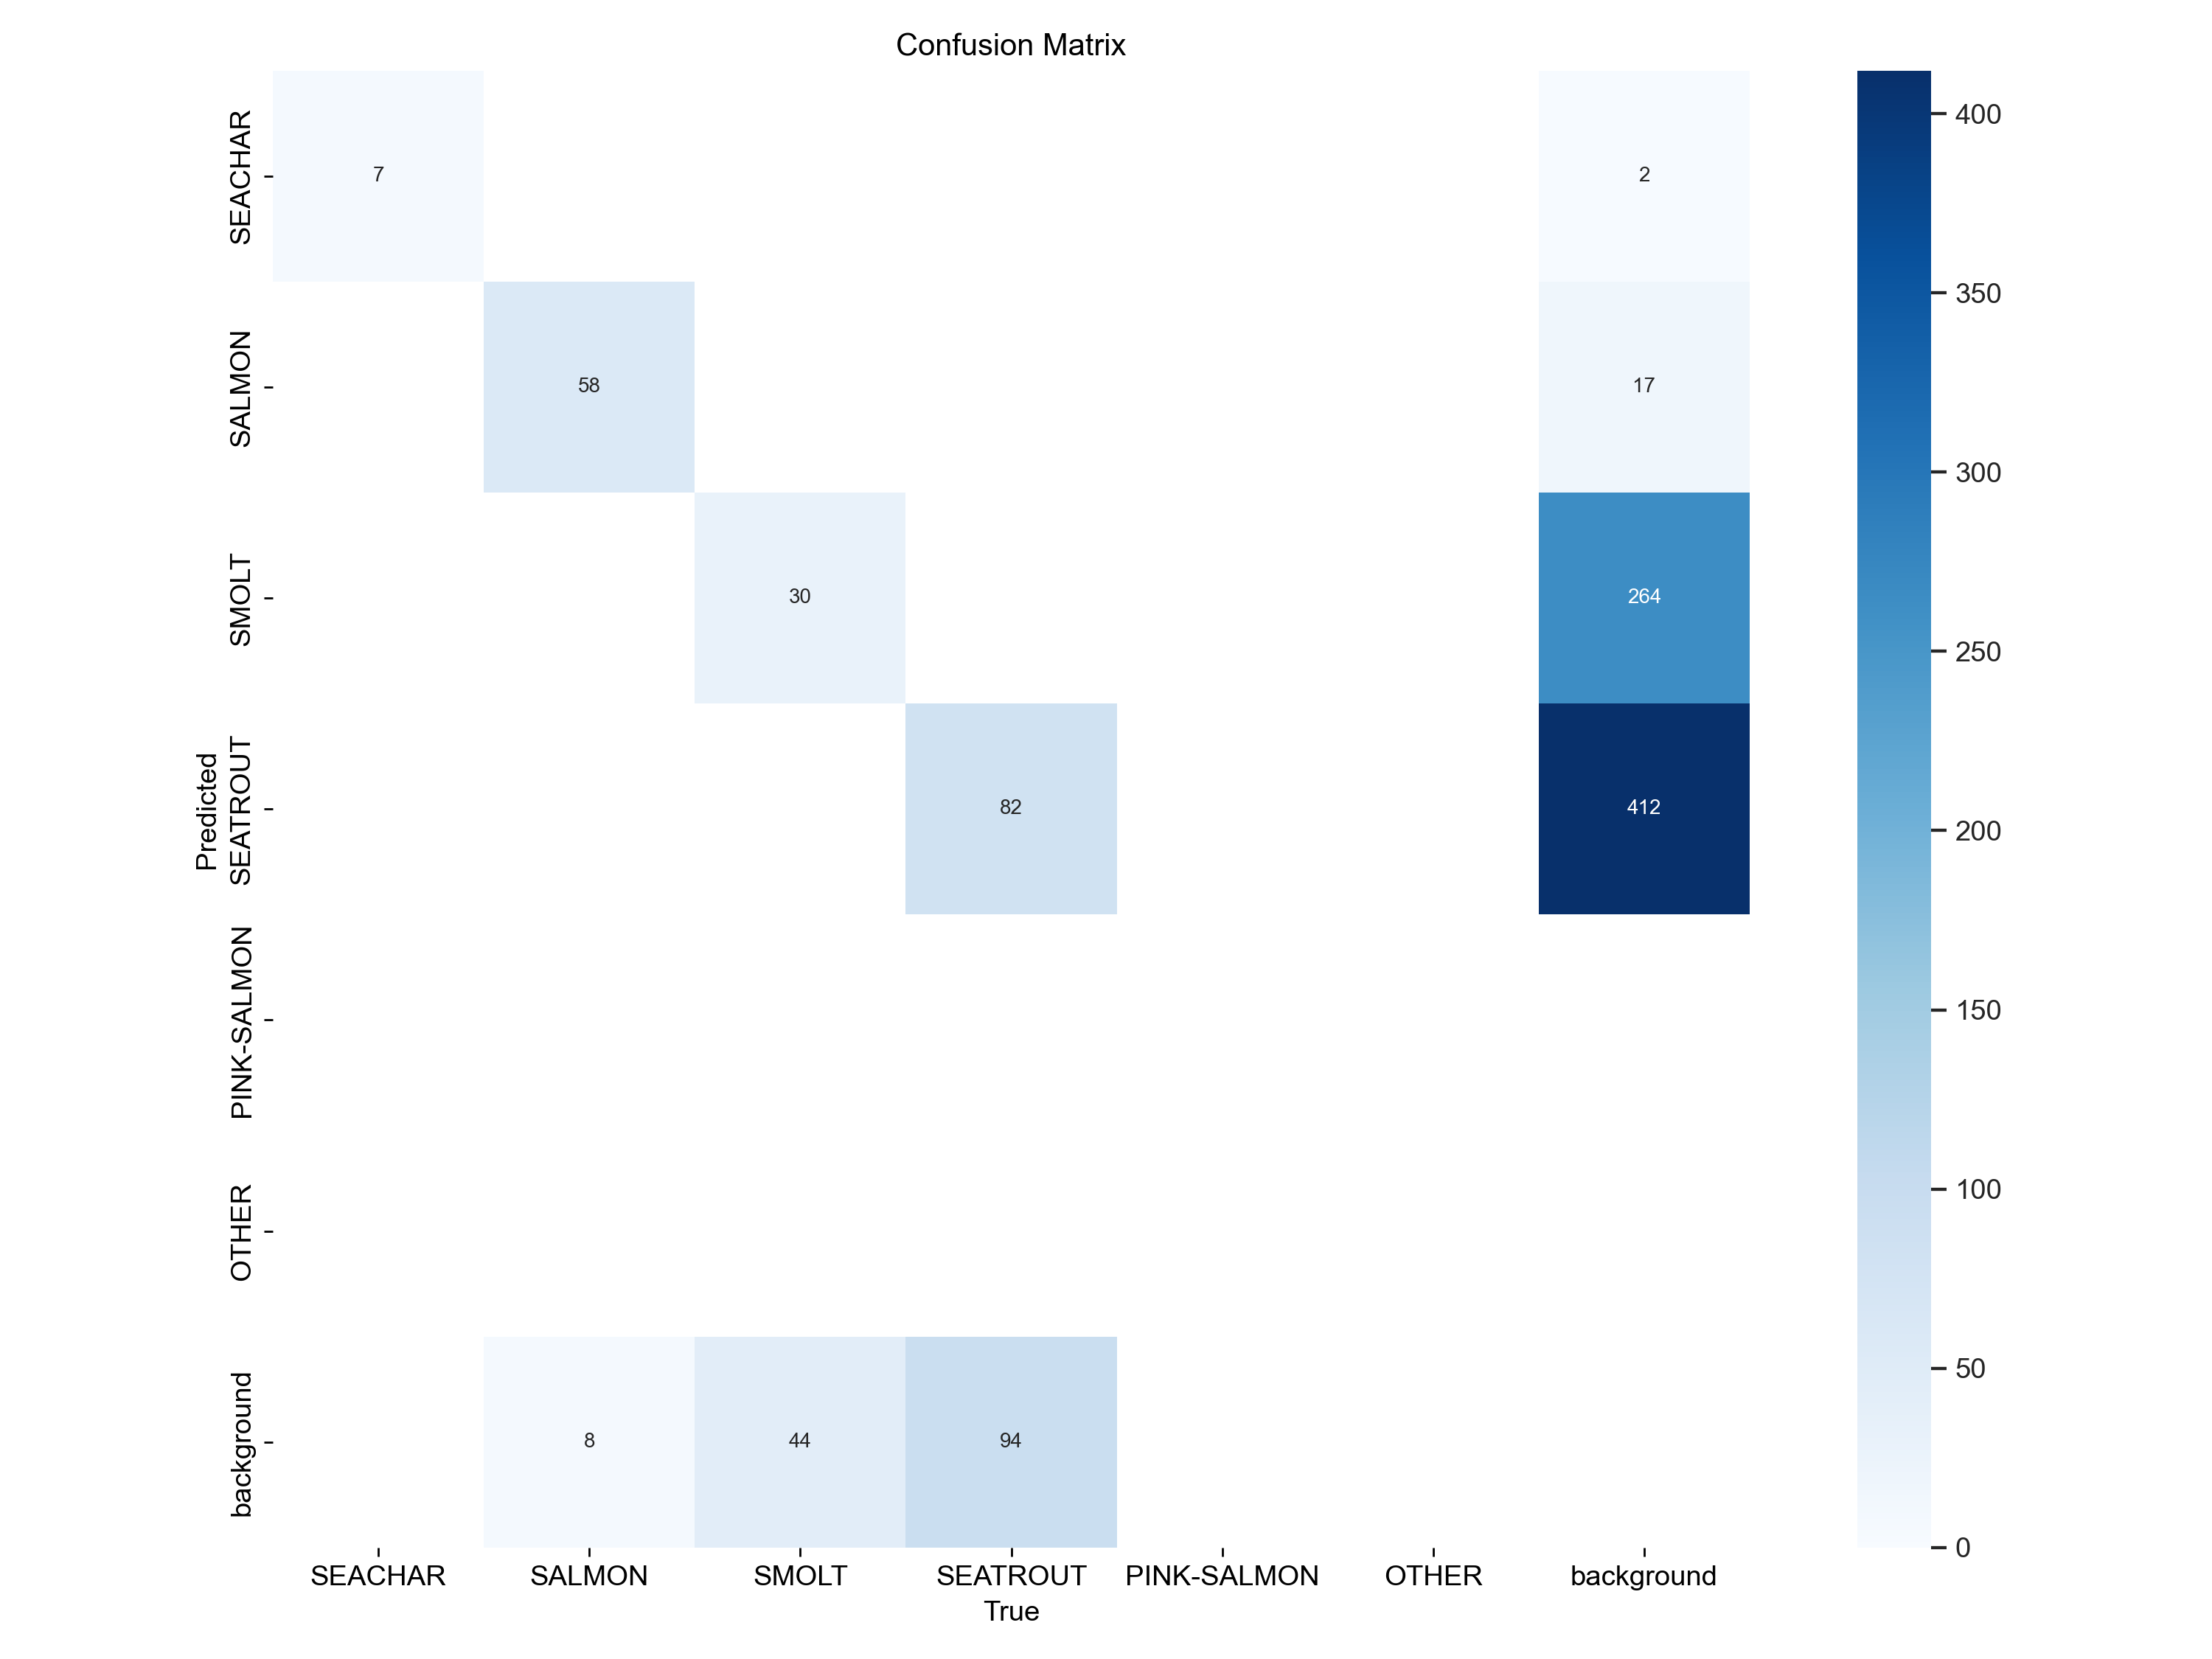 Confusion Matrix
SEACHAR
7
2
400
350
SALMON
58
17
300
SMOLT
30
264
250
200
Predicted
SEATROUT
82
412
150
PINK-SALMON
100
OTHER
50
background
8
44
94
0
SEACHAR SALMON SMOLT SEATROUT PINK-SALMON OTHER background
True